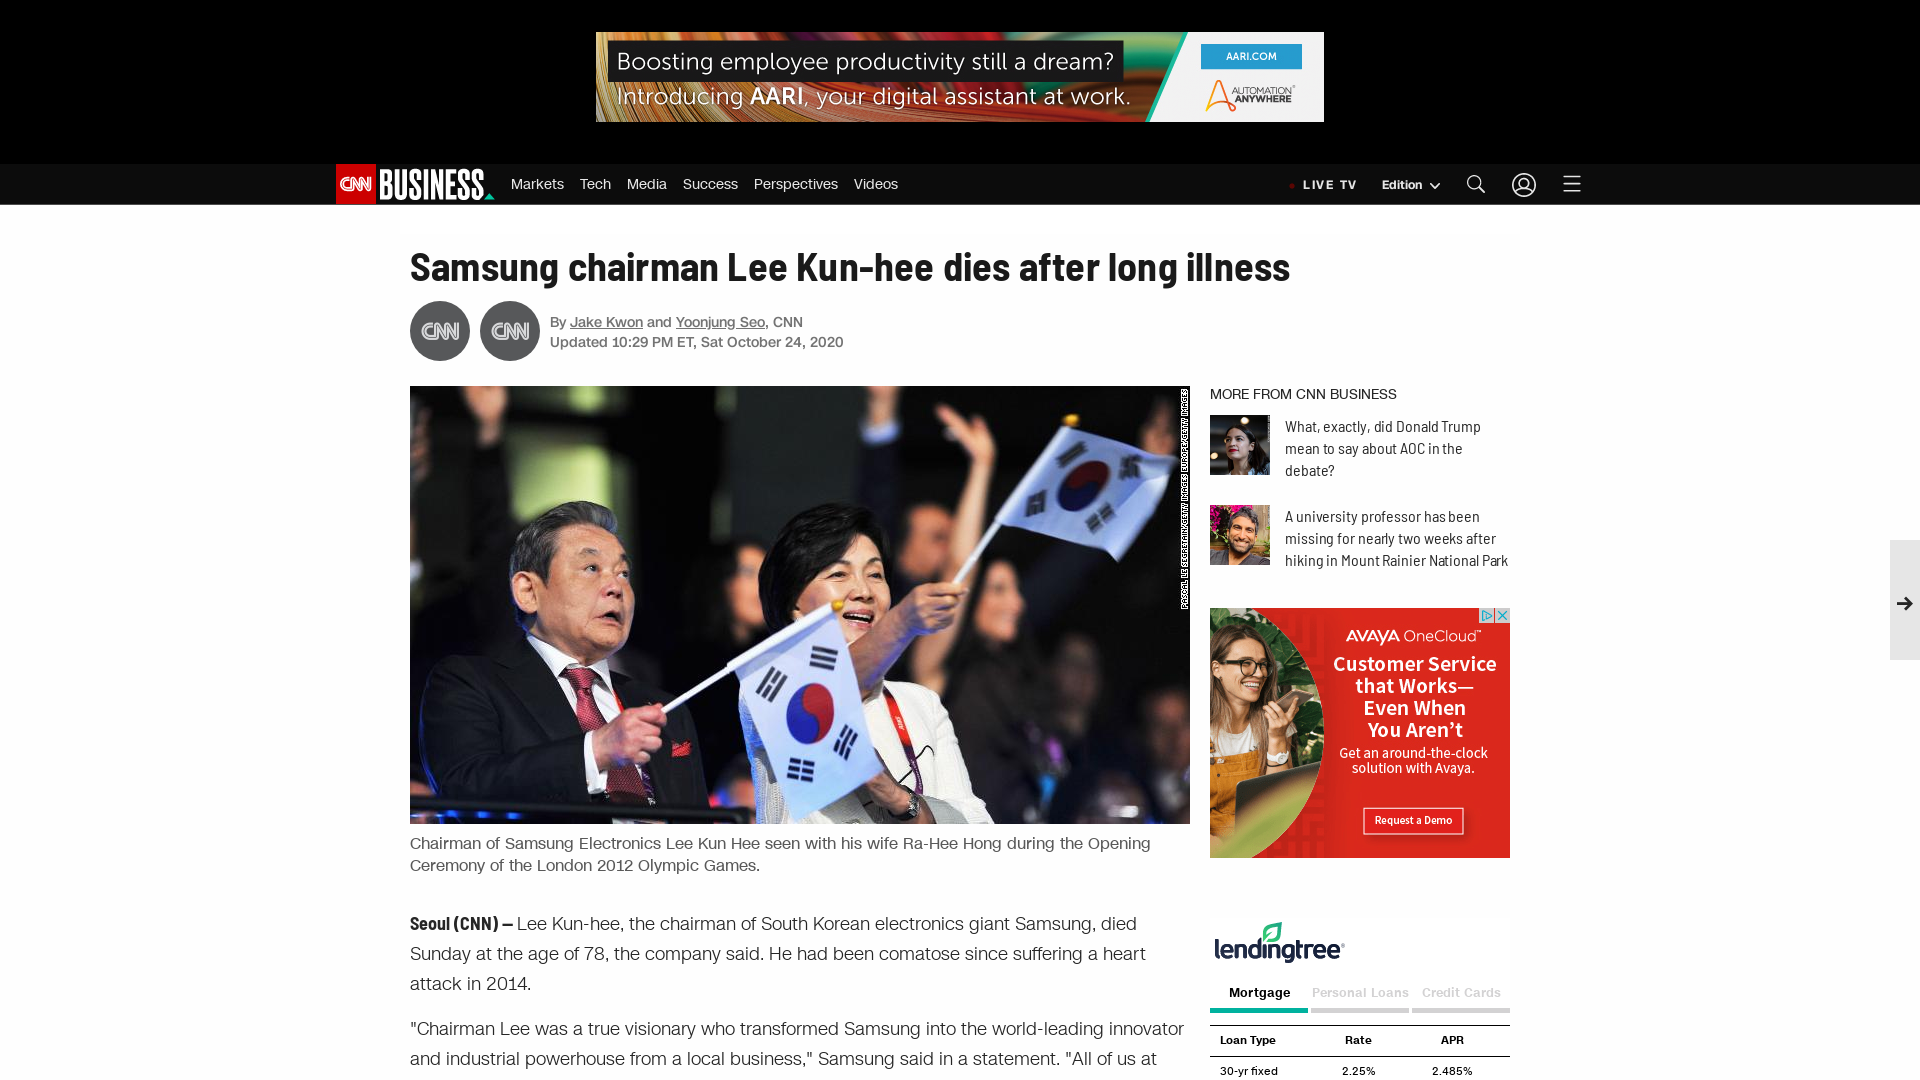 Boosting employee productivity still a dream?
Introducing AARI, your digital assistant at work.
AARI.COM
AUTOMATION
ANYWHERE
CNN BUSINESS
Markets Tech Media Success Perspectives Videos
LIVE TV Edition
Samsung chairman Lee Kun-hee dies after long illness
CNN
CNN
By Jake Kwon and Yoonjung Seo, CNN
Updated 10:29 PM ET, Sat October 24, 2020
PASCAL LE SEGRETAIN/GETTY IMAGES EUROPE/GETTY IMAGES
Chairman of Samsung Electronics Lee Kun Hee seen with his wife Ra-Hee Hong during the Opening
Ceremony of the London 2012 Olympic Games.
Seoul (CNN) — Lee Kun-hee, the chairman of South Korean electronics giant Samsung, died
Sunday at the age of 78, the company said. He had been comatose since suffering a heart
attack in 2014.
"Chairman Lee was a true visionary who transformed Samsung into the world-leading innovator
and industrial powerhouse from a local business," Samsung said in a statement. "All of us at
MORE FROM CNN BUSINESS
What, exactly, did Donald Trump
mean to say about AOC in the
debate?
A university professor has been
missing for nearly two weeks after
hiking in Mount Rainier National Park
AVAYA OneCloud™
Customer Service
that Works—
Even When
You Aren't
Get an around-the-clock
solution with Avaya.
Request a Demo
lendingtree®
Mortgage Personal Loans Credit Cards
Loan Type Rate APR
30-yr fixed 2.25% 2.485%